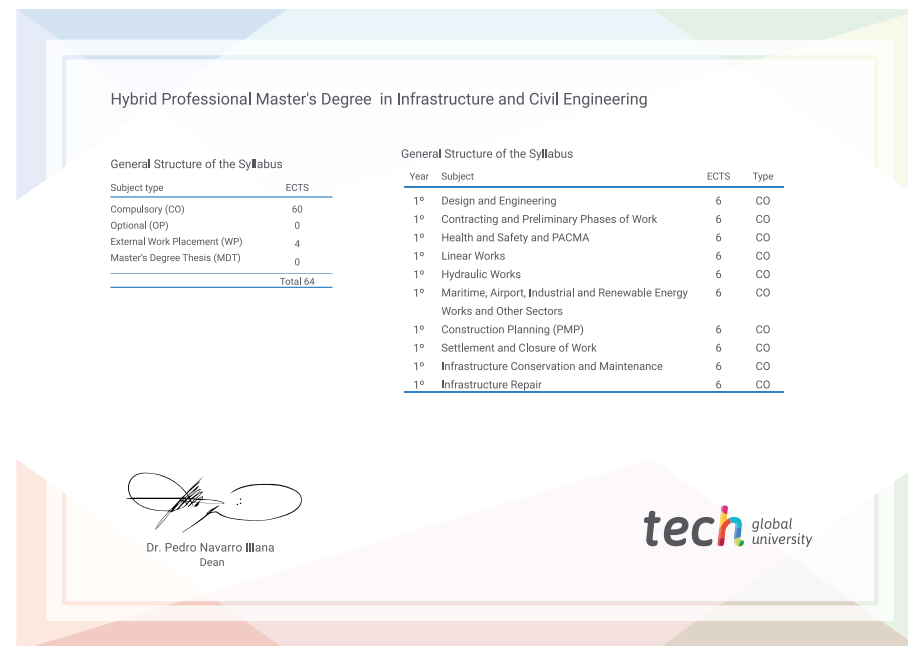 Hybrid Professional Master's Degree in Infrastructure and Civil Engineering
General Structure of the Syllabus
Subject type ECTS
Compulsory (CO) 60
Optional (OP) 0
External Work Placement (WP) 4
Master's Degree Thesis (MDT) 0
Total 64
General Structure of the Syllabus
Year Subject ECTS Type
1º Design and Engineering 6 CO
1º Contracting and Preliminary Phases of Work 6 CO
1º Health and Safety and PACMA 6 CO
1º Linear Works 6 CO
1º Hydraulic Works 6 CO
1º Maritime, Airport, Industrial and Renewable Energy 6 CO
Works and Other Sectors
1º Construction Planning (PMP) 6 CO
1º Settlement and Closure of Work 6 CO
1º Infrastructure Conservation and Maintenance 6 CO
1º Infrastructure Repair 6 CO
Dr. Pedro Navarro Illana
Dean
tech global
university